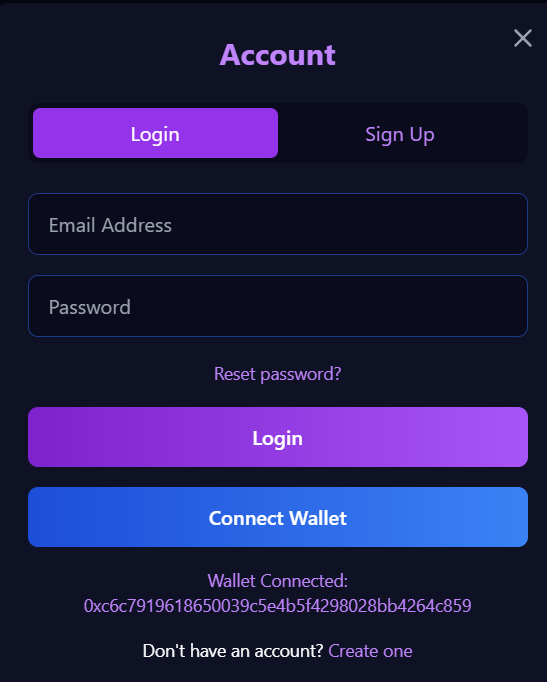 Account
Login
Sign Up
Email Address
Password
Reset password?
Login
Connect Wallet
Wallet Connected:
0xc6c7919618650039c5e4b5f4298028bb4264c859
Don't have an account? Create one